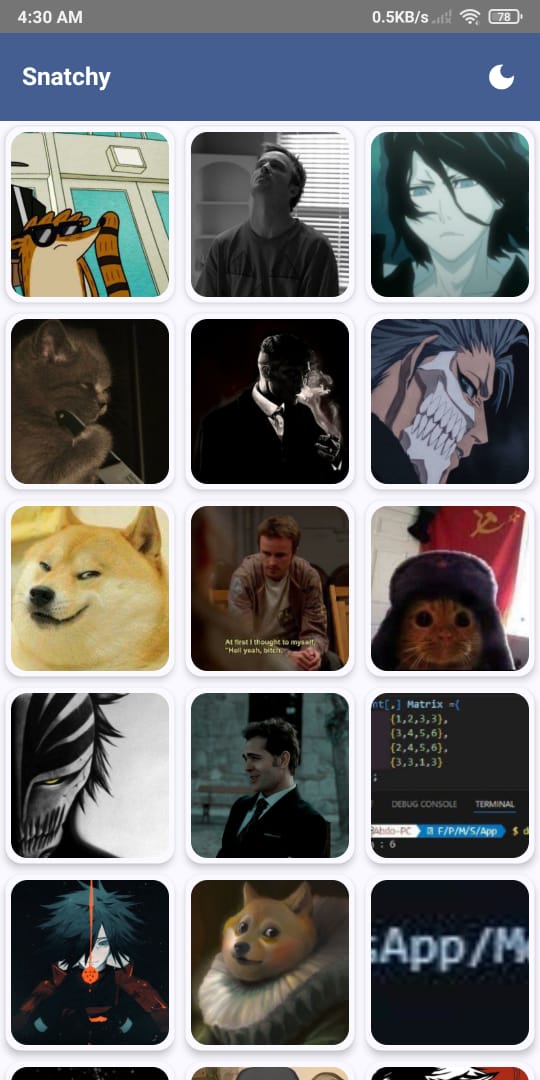 4:30 AM
0.5KB/s
78
Snatchy
At first I thought to myself,
"Hell yeah, bitch.
nt[,] Matrix ={
{1,2,3,3},
{3,4,5,6},
{2,4,5,6},
{3,3,1,3}
;
DEBUG CONSOLE TERMINAL
Abdo-PC F/P/M/S/App $ d
: 6
sApp/M